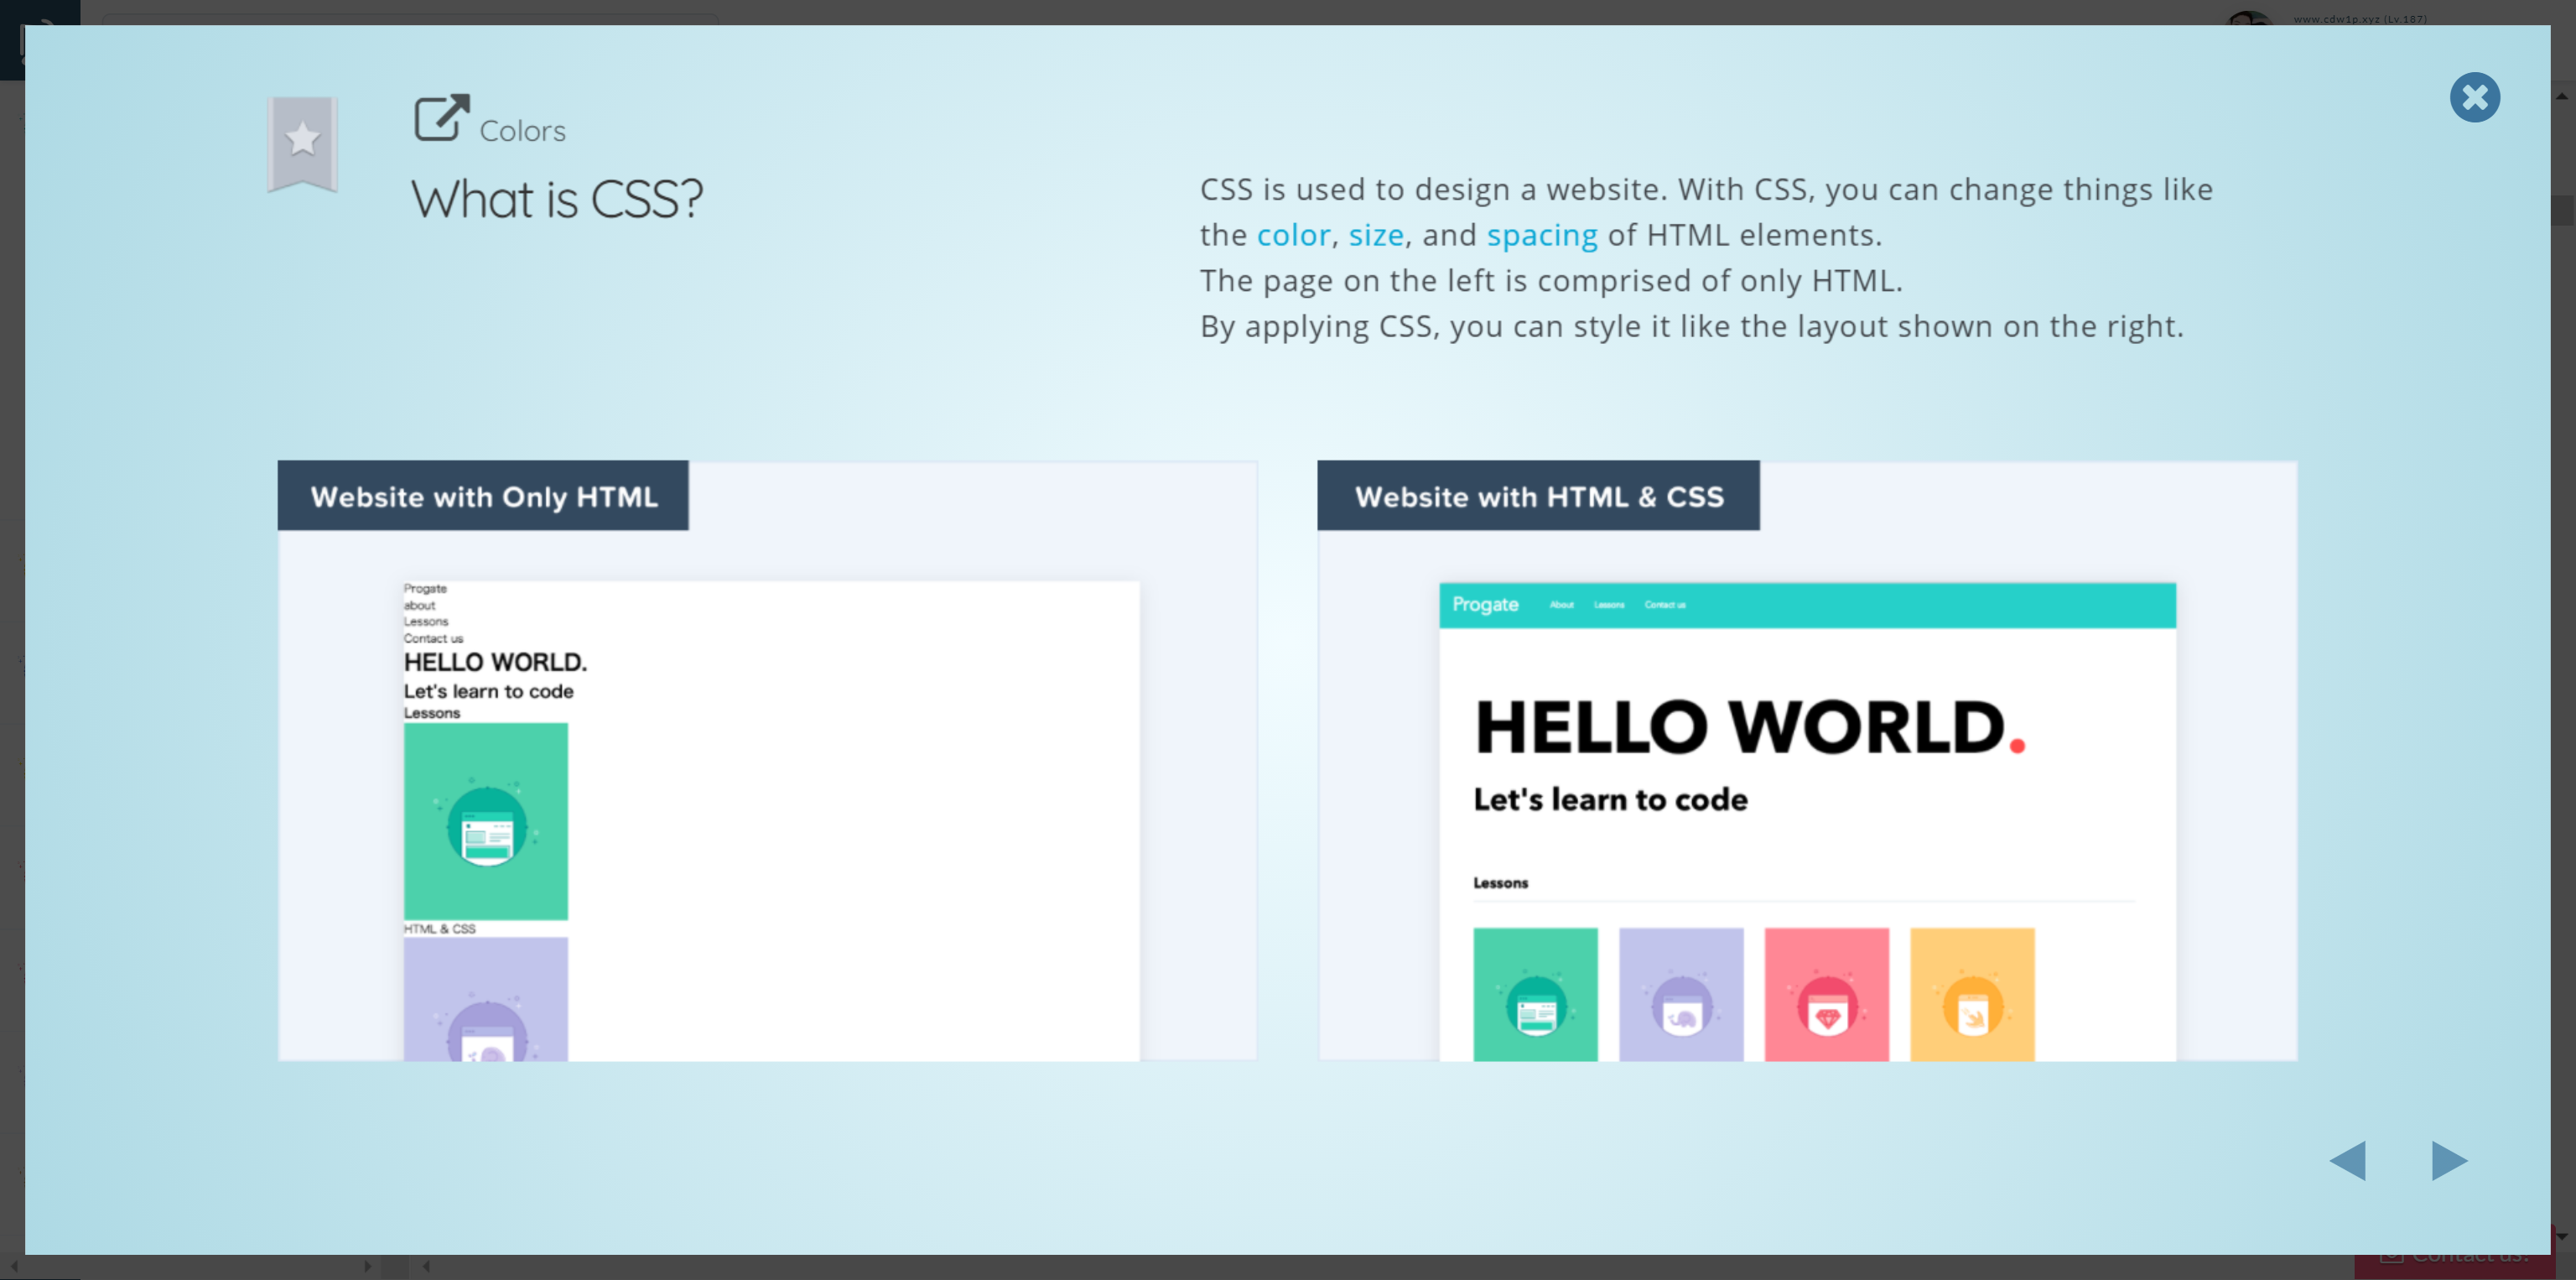 www.cdw1p.xyz (Lv.187)
Colors
What is CSS?
CSS is used to design a website. With CSS, you can change things like
the color, size, and spacing of HTML elements.
The page on the left is comprised of only HTML.
By applying CSS, you can style it like the layout shown on the right.
Website with Only HTML
Progate
about
Lessons
Contact us
HELLO WORLD.
Let's learn to code
Lessons
HTML & CSS
Website with HTML & CSS
Progate About Lessons Contact us
HELLO WORLD.
Let's learn to code
Lessons
Contact us!